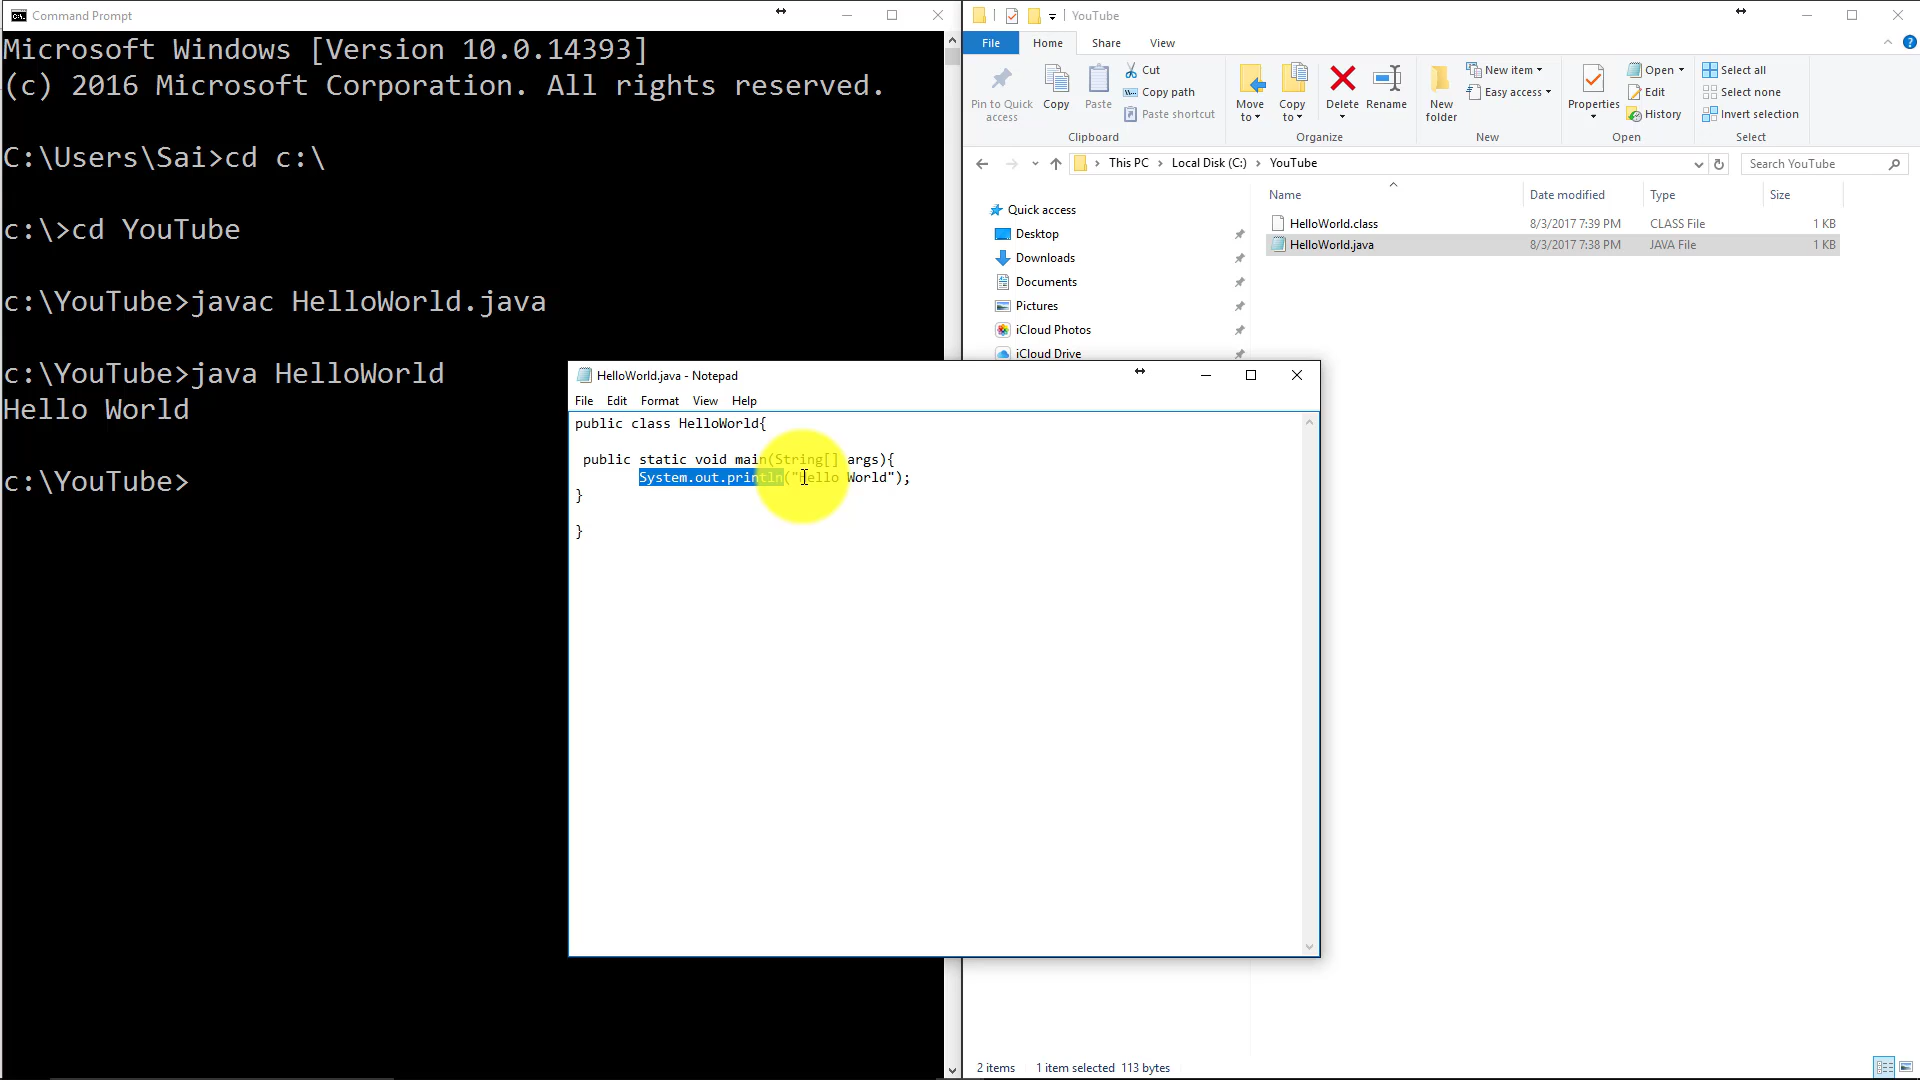 Command Prompt
Microsoft Windows [Version 10.0.14393]
(c) 2016 Microsoft Corporation. All rights reserved.
C:\Users\Sai>cd c:\
c:\>cd YouTube
c:\YouTube>javac HelloWorld.java
c:\YouTube>java HelloWorld
Hello World
c:\YouTube>
YouTube
File Home Share View
Pin to Quick access
Copy
Paste
Cut
Copy path
Paste shortcut
Clipboard
Move to
Copy to
Delete
Rename
Organize
New folder
New item
Easy access
New
Properties
Open
Edit
History
Open
Select all
Select none
Invert selection
Select
This PC > Local Disk (C:) > YouTube
Search YouTube
Name Date modified Type Size
HelloWorld.class 8/3/2017 7:39 PM CLASS File 1 KB
HelloWorld.java 8/3/2017 7:38 PM JAVA File 1 KB
Quick access
Desktop
Downloads
Documents
Pictures
iCloud Photos
iCloud Drive
HelloWorld.java - Notepad
File Edit Format View Help
public class HelloWorld{
public static void main(String[] args){
System.out.println("Hello World");
}
}
2 items 1 item selected 113 bytes